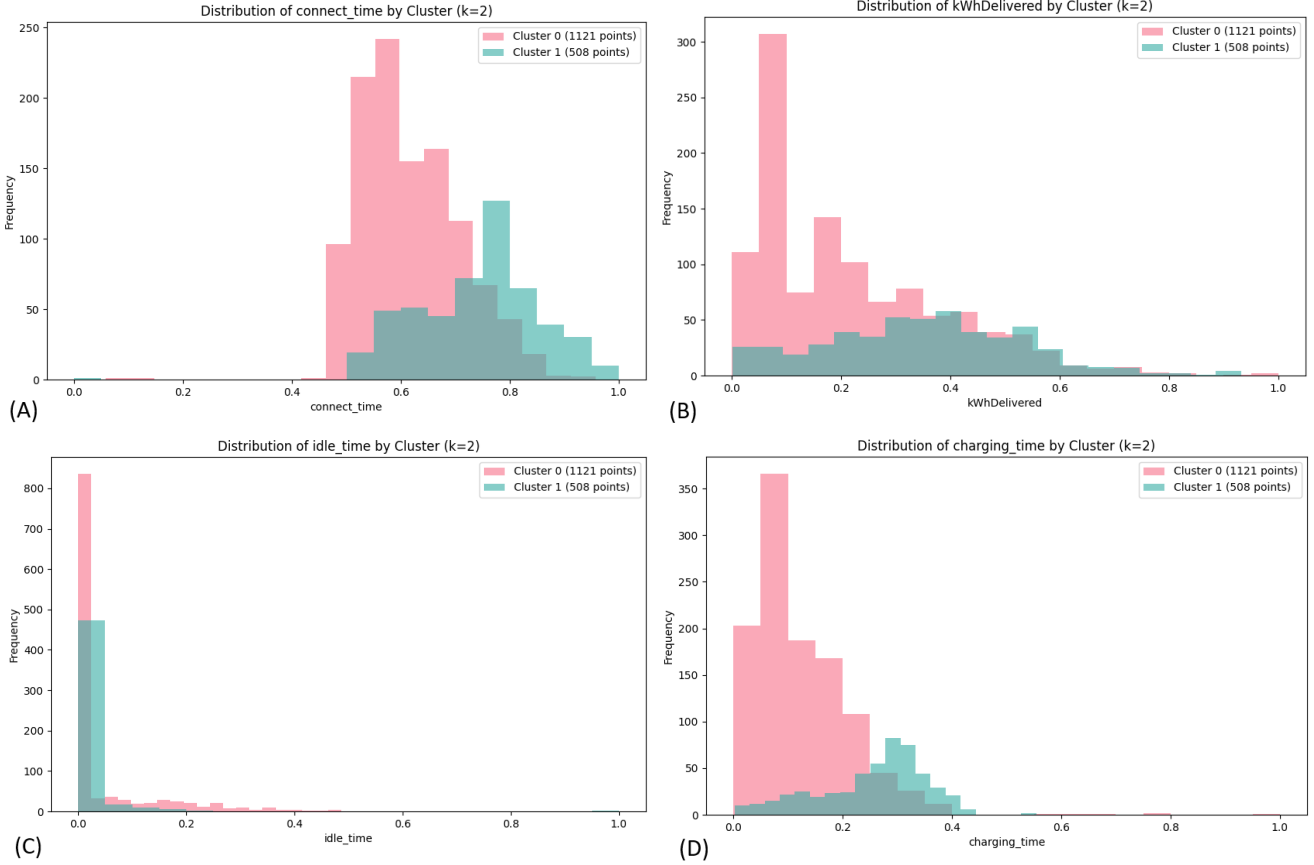 Distribution of connect_time by Cluster (k=2)
Cluster 0 (1121 points)
Cluster 1 (508 points)
250
200
150
100
50
0
Frequency
0.0 0.2 0.4 0.6 0.8 1.0
connect_time
(A)
Distribution of kWhDelivered by Cluster (k=2)
Cluster 0 (1121 points)
Cluster 1 (508 points)
300
250
200
150
100
50
0
Frequency
0.0 0.2 0.4 0.6 0.8 1.0
kWhDelivered
(B)
Distribution of idle_time by Cluster (k=2)
Cluster 0 (1121 points)
Cluster 1 (508 points)
800
700
600
500
400
300
200
100
0
Frequency
0.0 0.2 0.4 0.6 0.8 1.0
idle_time
(C)
Distribution of charging_time by Cluster (k=2)
Cluster 0 (1121 points)
Cluster 1 (508 points)
350
300
250
200
150
100
50
0
Frequency
0.0 0.2 0.4 0.6 0.8 1.0
charging_time
(D)